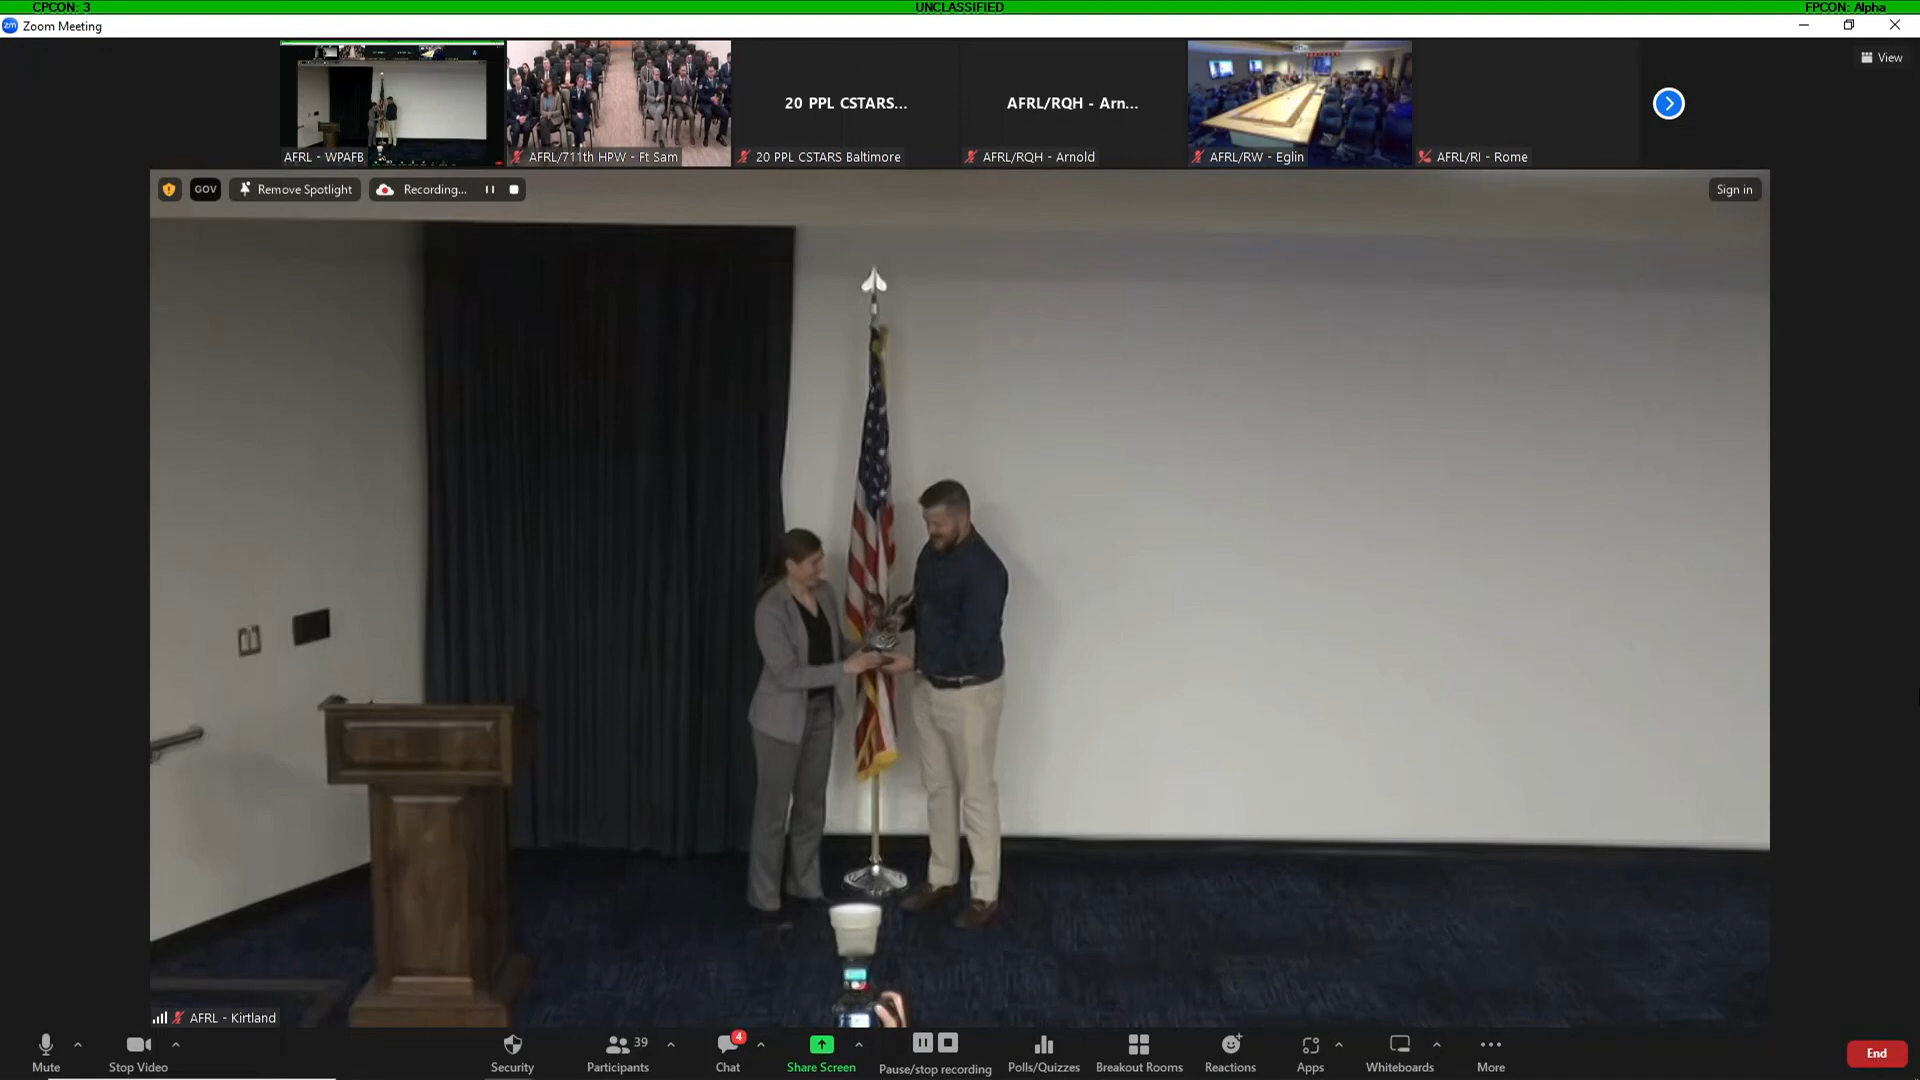 CPCON: 3
UNCLASSIFIED
FPCON: Alpha
zm Zoom Meeting
View
20 PPL CSTARS...
AFRL/RQH - Arn...
AFRL - WPAFB
AFRL/711th HPW - Ft Sam
20 PPL CSTARS Baltimore
AFRL/RQH - Arnold
AFRL/RW - Eglin
AFRL/RI - Rome
GOV
Remove Spotlight
Recording...
Sign in
AFRL - Kirtland
Mute
Stop Video
Security
39
Participants
4
Chat
Share Screen
Pause/stop recording
Polls/Quizzes
Breakout Rooms
Reactions
Apps
Whiteboards
More
End